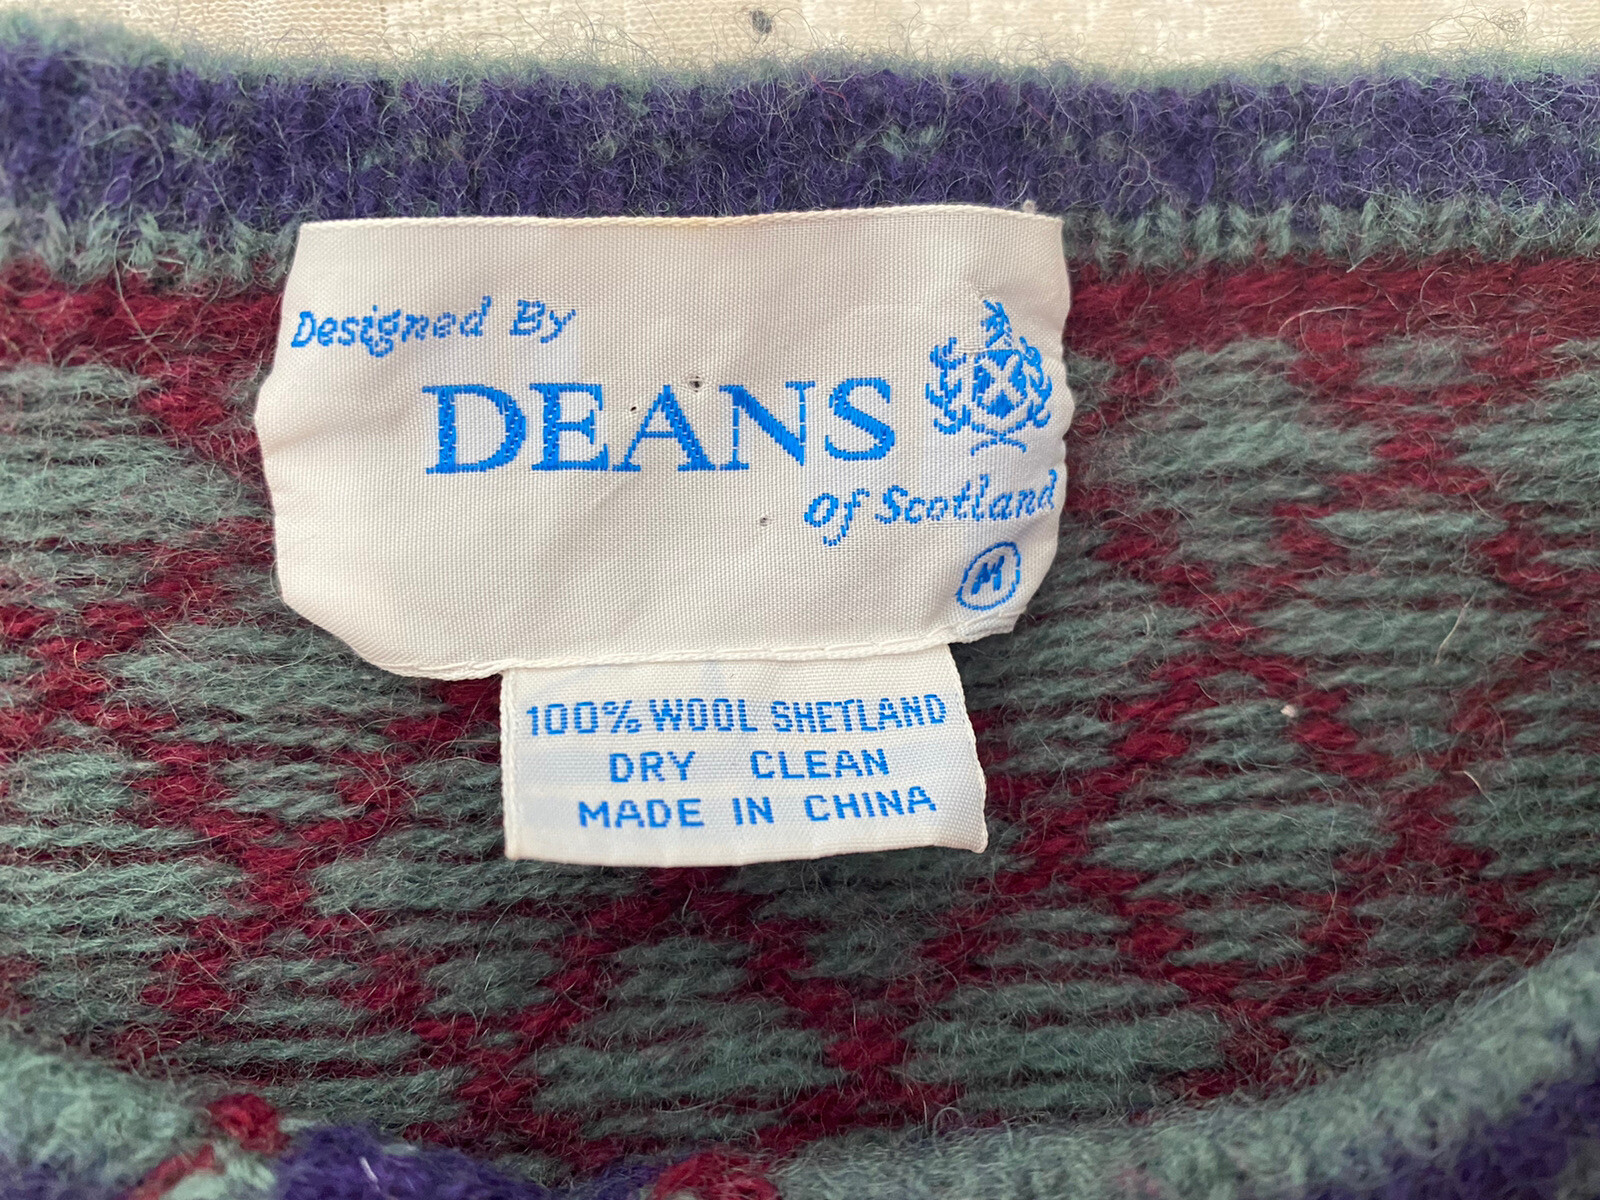 Designed By
DEANS
of Scotland
M
100% WOOL SHETLAND
DRY CLEAN
MADE IN CHINA